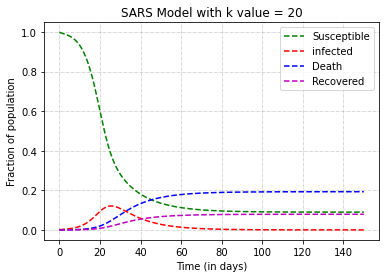 SARS Model with k value = 20
Susceptible
infected
Death
Recovered
Fraction of population
1.0
0.8
0.6
0.4
0.2
0.0
0 20 40 60 80 100 120 140
Time (in days)